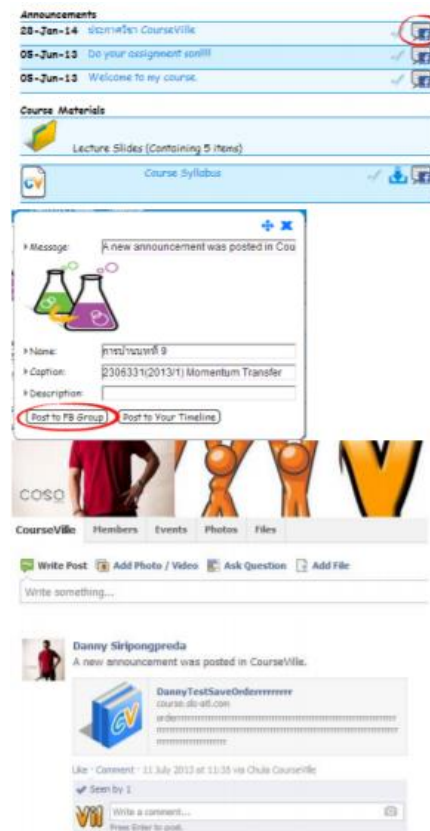 Announcements
28-Jan-14 ประกาศวิชา CourseVille
05-Jun-13 Do your assignment son!!!!
05-Jun-13 Welcome to my course.
Course Materials
Lecture Slides (Containing 5 items)
Course Syllabus
Message: A new announcement was posted in Cou
Name: การบ้านบทที่ 9
Caption: 2306331(2013/1) Momentum Transfer
Description:
Post to FB Group Post to Your Timeline
COSO
CourseVille Members Events Photos Files
Write Post Add Photo / Video Ask Question Add File
Write something...
Danny Siripongpreda
A new announcement was posted in CourseVille.
DannyTestSaveOrderrrrrrrrr
Like · Comment · 11 July 2013 at 11:35 via Chula CourseVille
Seen by 1
Write a comment...
Press Enter to post.